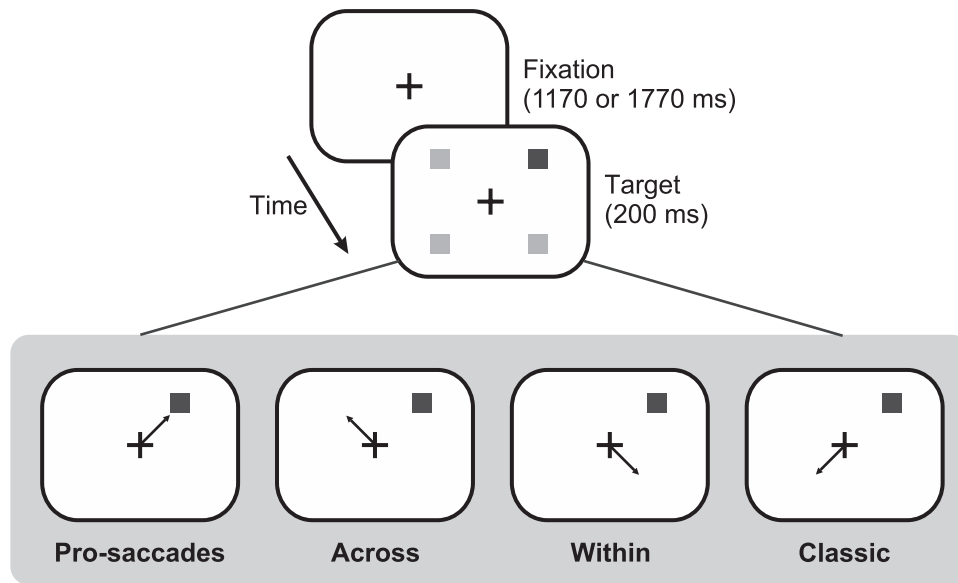 Fixation
(1170 or 1770 ms)
Target
(200 ms)
Time
Pro-saccades
Across
Within
Classic